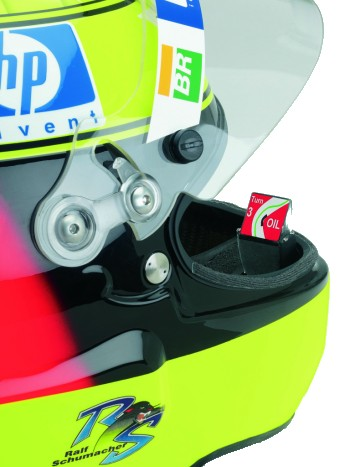 hp
invent
BR
Turn
3
OIL
RS
Ralf
Schumacher